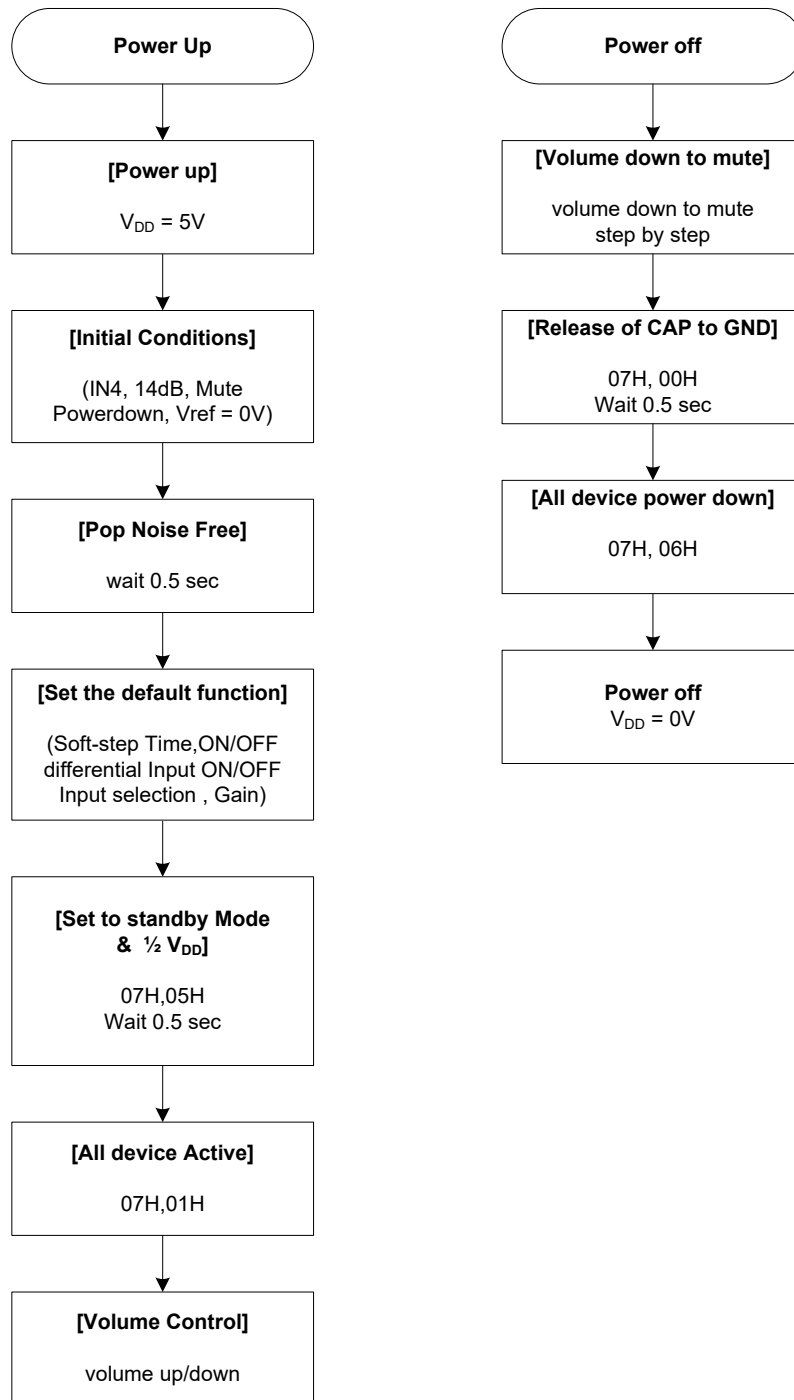 Power Up
[Power up]
VDD = 5V
[Initial Conditions]
(IN4, 14dB, Mute
Powerdown, Vref = 0V)
[Pop Noise Free]
wait 0.5 sec
[Set the default function]
(Soft-step Time,ON/OFF
differential Input ON/OFF
Input selection , Gain)
[Set to standby Mode
& ½ VDD]
07H,05H
Wait 0.5 sec
[All device Active]
07H,01H
[Volume Control]
volume up/down
Power off
[Volume down to mute]
volume down to mute
step by step
[Release of CAP to GND]
07H, 00H
Wait 0.5 sec
[All device power down]
07H, 06H
Power off
VDD = 0V